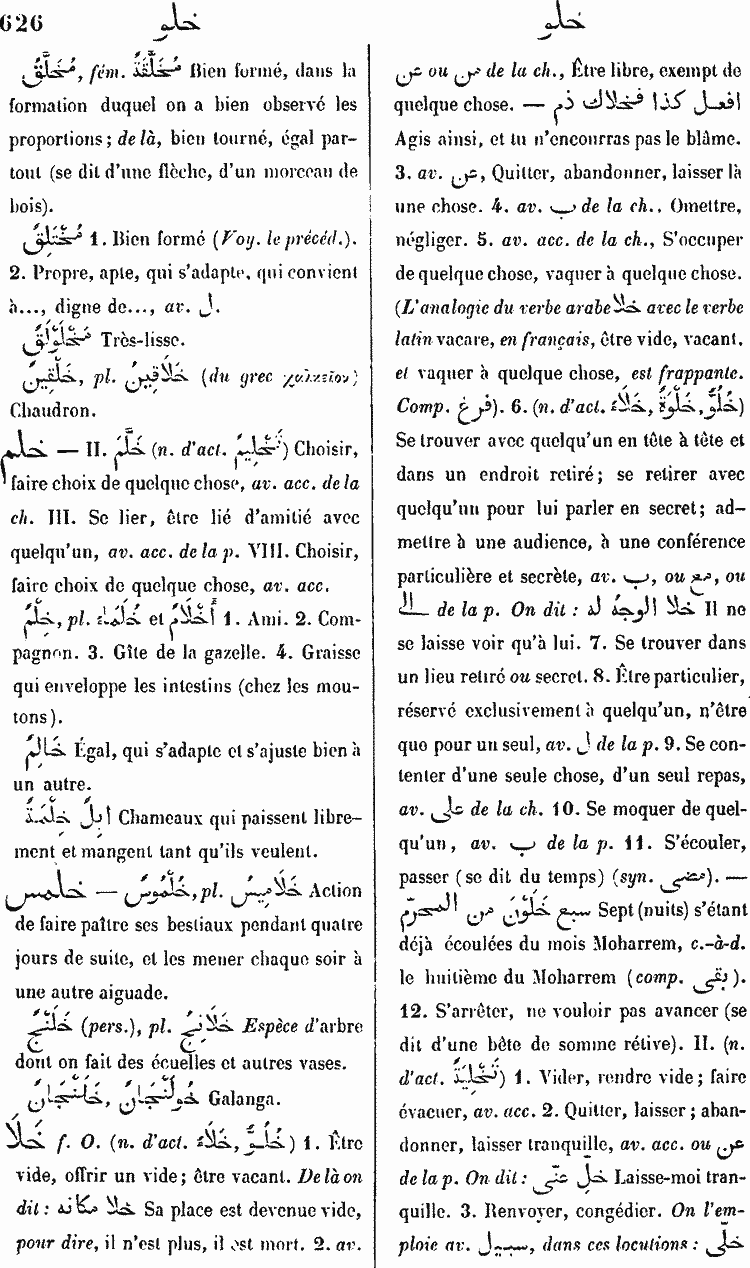 626 خلو خلو
مُخَلَّقٌ, fém. مُخَلَّقَةٌ Bien formé, dans la
formation duquel on a bien observé les
proportions; de là, bien tourné, égal par-
tout (se dit d'une flèche, d'un morceau de
bois).
مُخْتَلِقٌ 1. Bien formé (Voy. le précéd.).
2. Propre, apte, qui s'adapte, qui convient
à..., digne de..., av. ل.
مُخْلَوْلَقٌ Très-lisse.
خَلْقِينٌ, pl. خَلَاقِينُ (du grec χαλκεῖον)
Chaudron.
خلم — II. خَلَّمَ (n. d'act. تَخْلِيمٌ) Choisir,
faire choix de quelque chose, av. acc. de la
ch. III. Se lier, être lié d'amitié avec
quelqu'un, av. acc. de la p. VIII. Choisir,
faire choix de quelque chose, av. acc.
خِلْمٌ, pl. خُلَمَاءُ et أَخْلَامٌ 1. Ami. 2. Com-
pagnon. 3. Gîte de la gazelle. 4. Graisse
qui enveloppe les intestins (chez les mou-
tons).
خَالِمٌ Égal, qui s'adapte et s'ajuste bien à
un autre.
ابِلٌ خَلْمَةٌ Chameaux qui paissent libre-
ment et mangent tant qu'ils veulent.
خلمس — خُلْمُوسٌ, pl. خَلَامِيسُ Action
de faire paître ses bestiaux pendant quatre
jours de suite, et les mener chaque soir à
une autre aiguade.
خَلَنْجٌ (pers.), pl. خَلَانِجُ Espèce d'arbre
dont on fait des écuelles et autres vases.
خَلَنْجَانٌ, خُولَنْجَانٌ Galanga.
خَلَا f. O. (n. d'act. خَلَاءٌ, خُلُوٌّ) 1. Être
vide, offrir un vide; être vacant. De là on
dit: خلا مكانه Sa place est devenue vide,
pour dire, il n'est plus, il est mort. 2. av.
عن ou من de la ch., Être libre, exempt de
quelque chose. — افعل كذا فخلاك ذم
Agis ainsi, et tu n'encourras pas le blâme.
3. av. عن, Quitter, abandonner, laisser là
une chose. 4. av. ب de la ch., Omettre,
négliger. 5. av. acc. de la ch., S'occuper
de quelque chose, vaquer à quelque chose.
(L'analogie du verbe arabe خلا avec le verbe
latin vacare, en français, être vide, vacant,
et vaquer à quelque chose, est frappante.
Comp. فرغ). 6. (n. d'act. خَلَاءٌ, خَلْوَةٌ, خُلُوٌّ)
Se trouver avec quelqu'un en tête à tête et
dans un endroit retiré; se retirer avec
quelqu'un pour lui parler en secret; ad-
mettre à une audience, à une conférence
particulière et secrète, av. ب, ou مع, ou
الى de la p. On dit: خلا الوجهُ له Il ne
se laisse voir qu'à lui. 7. Se trouver dans
un lieu retiré ou secret. 8. Être particulier,
réservé exclusivement à quelqu'un, n'être
que pour un seul, av. ل de la p. 9. Se con-
tenter d'une seule chose, d'un seul repas,
av. على de la ch. 10. Se moquer de quel-
qu'un, av. ب de la p. 11. S'écouler,
passer (se dit du temps) (syn. مضى). —
سبع خَلَوْنَ من المحرّم Sept (nuits) s'étant
déjà écoulées du mois Moharrem, c.-à-d.
le huitième du Moharrem (comp. بقى).
12. S'arrêter, ne vouloir pas avancer (se
dit d'une bête de somme rétive). II. (n.
d'act. تَخْلِيَةٌ) 1. Vider, rendre vide; faire
évacuer, av. acc. 2. Quitter, laisser; aban-
donner, laisser tranquille, av. acc. ou عن
de la p. On dit: خلّ عنّى Laisse-moi tran-
quille. 3. Renvoyer, congédier. On l'em-
ploie av. سبيل, dans ces locutions: خلّى